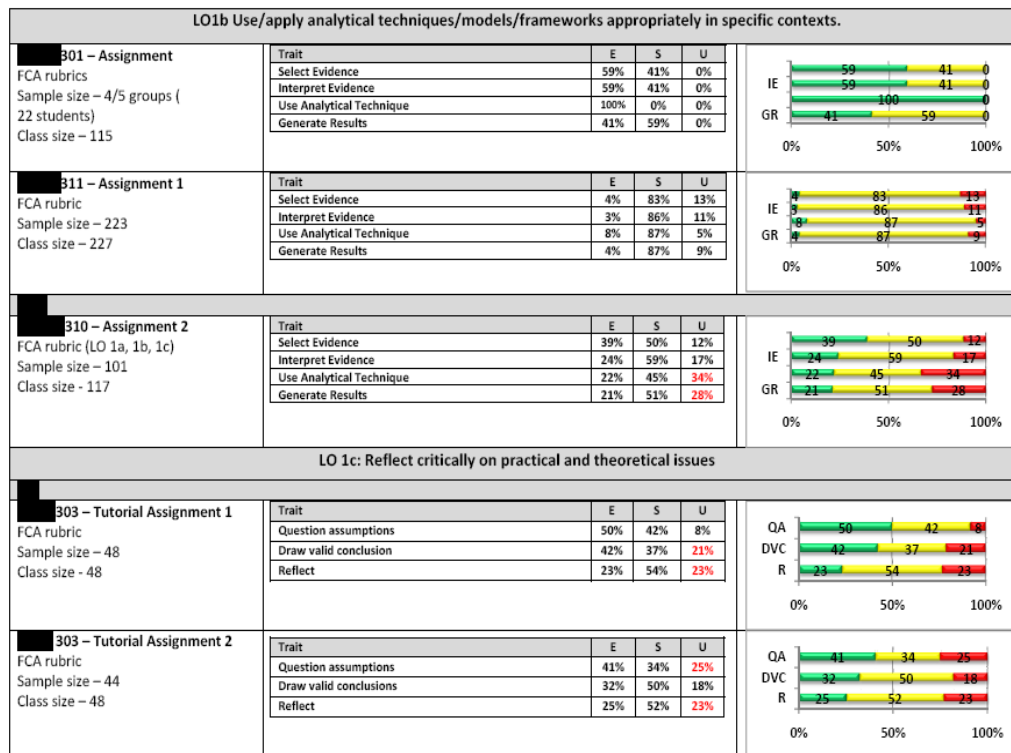 LO1b Use/apply analytical techniques/models/frameworks appropriately in specific contexts.
301 – Assignment
FCA rubrics
Sample size – 4/5 groups (
22 students)
Class size – 115
Trait E S U
Select Evidence 59% 41% 0%
Interpret Evidence 59% 41% 0%
Use Analytical Technique 100% 0% 0%
Generate Results 41% 59% 0%
59 41 0
IE 59 41 0
100 0
GR 41 59 0
0% 50% 100%
311 – Assignment 1
FCA rubric
Sample size – 223
Class size – 227
Trait E S U
Select Evidence 4% 83% 13%
Interpret Evidence 3% 86% 11%
Use Analytical Technique 8% 87% 5%
Generate Results 4% 87% 9%
4 83 13
IE 3 86 11
8 87 5
GR 4 87 9
0% 50% 100%
310 – Assignment 2
FCA rubric (LO 1a, 1b, 1c)
Sample size – 101
Class size - 117
Trait E S U
Select Evidence 39% 50% 12%
Interpret Evidence 24% 59% 17%
Use Analytical Technique 22% 45% 34%
Generate Results 21% 51% 28%
39 50 12
IE 24 59 17
22 45 34
GR 21 51 28
0% 50% 100%
LO 1c: Reflect critically on practical and theoretical issues
303 – Tutorial Assignment 1
FCA rubric
Sample size – 48
Class size - 48
Trait E S U
Question assumptions 50% 42% 8%
Draw valid conclusion 42% 37% 21%
Reflect 23% 54% 23%
QA 50 42 8
DVC 42 37 21
R 23 54 23
0% 50% 100%
303 – Tutorial Assignment 2
FCA rubric
Sample size – 44
Class size – 48
Trait E S U
Question assumptions 41% 34% 25%
Draw valid conclusions 32% 50% 18%
Reflect 25% 52% 23%
QA 41 34 25
DVC 32 50 18
R 25 52 23
0% 50% 100%